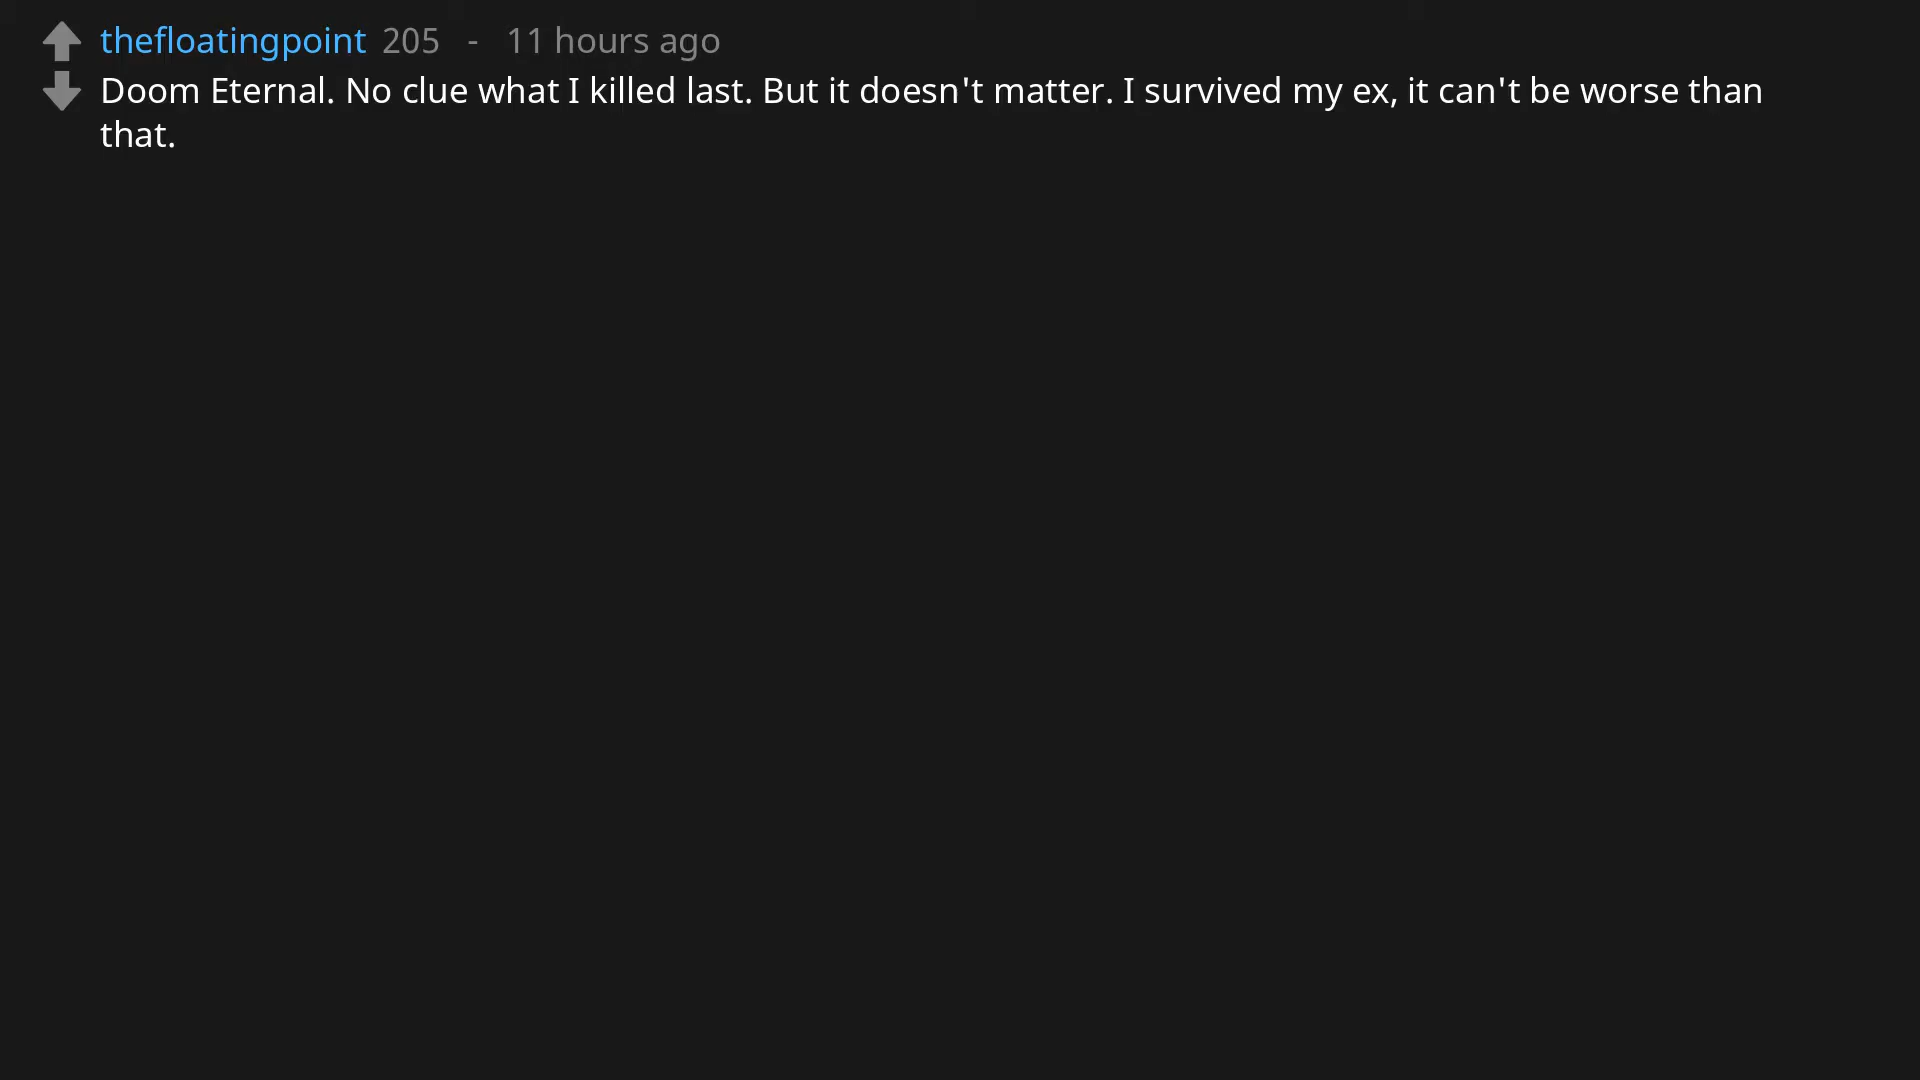 thefloatingpoint 205 - 11 hours ago
Doom Eternal. No clue what I killed last. But it doesn't matter. I survived my ex, it can't be worse than
that.